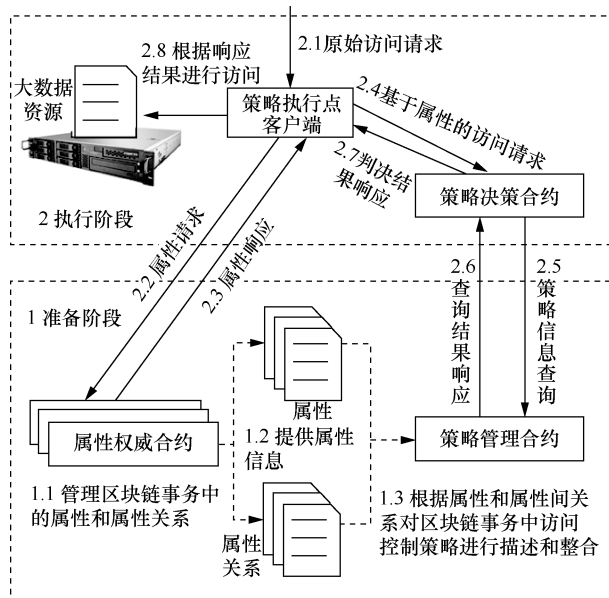 2.1原始访问请求
2.8 根据响应
结果进行访问
大数据
资源
策略执行点
客户端
2.4基于属性的访问请求
2.7判决结
果响应
策略决策合约
2 执行阶段
2.2 属性请求
2.3 属性响应
2.6
查询结果响应
2.5
策略信息查询
1 准备阶段
属性
属性权威合约
1.2 提供属性
信息
策略管理合约
1.1 管理区块链事务中
的属性和属性关系
属性
关系
1.3 根据属性和属性间关
系对区块链事务中访问
控制策略进行描述和整合